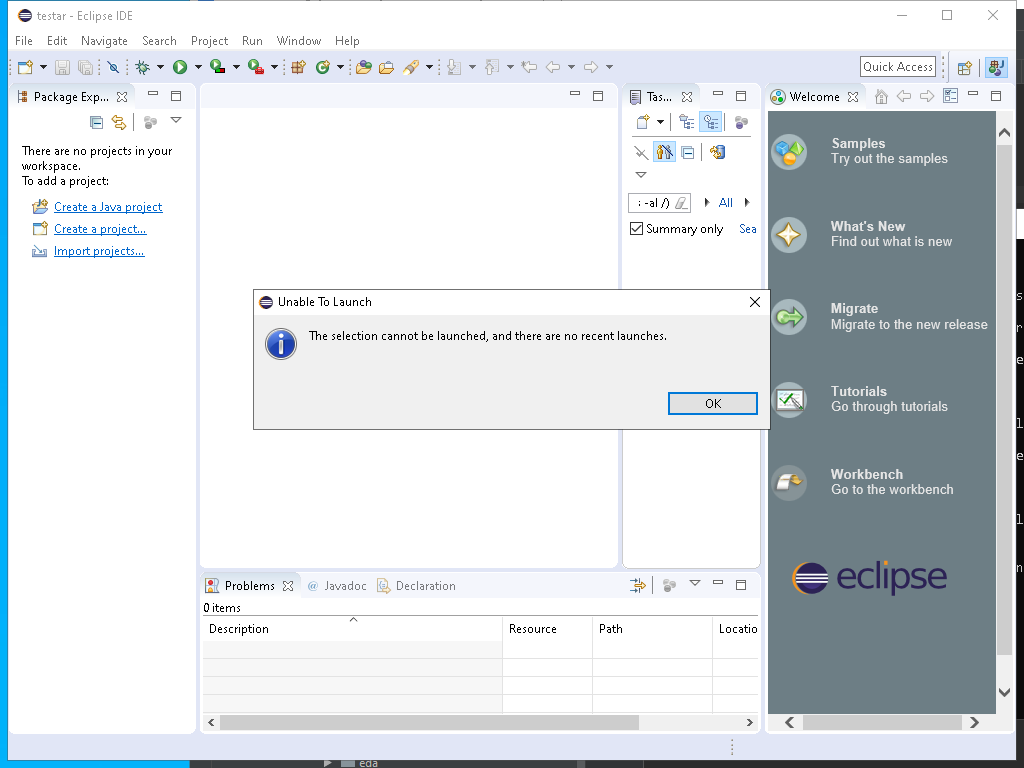 testar - Eclipse IDE
File Edit Navigate Search Project Run Window Help
Quick Access
Package Exp...
There are no projects in your
workspace.
To add a project:
Create a Java project
Create a project...
Import projects...
Tas...
: -al /)
All
Summary only
Sea
Welcome
Samples
Try out the samples
What's New
Find out what is new
Migrate
Migrate to the new release
Tutorials
Go through tutorials
Workbench
Go to the workbench
eclipse
Unable To Launch
The selection cannot be launched, and there are no recent launches.
OK
Problems @ Javadoc Declaration
0 items
Description Resource Path Locatio
eda